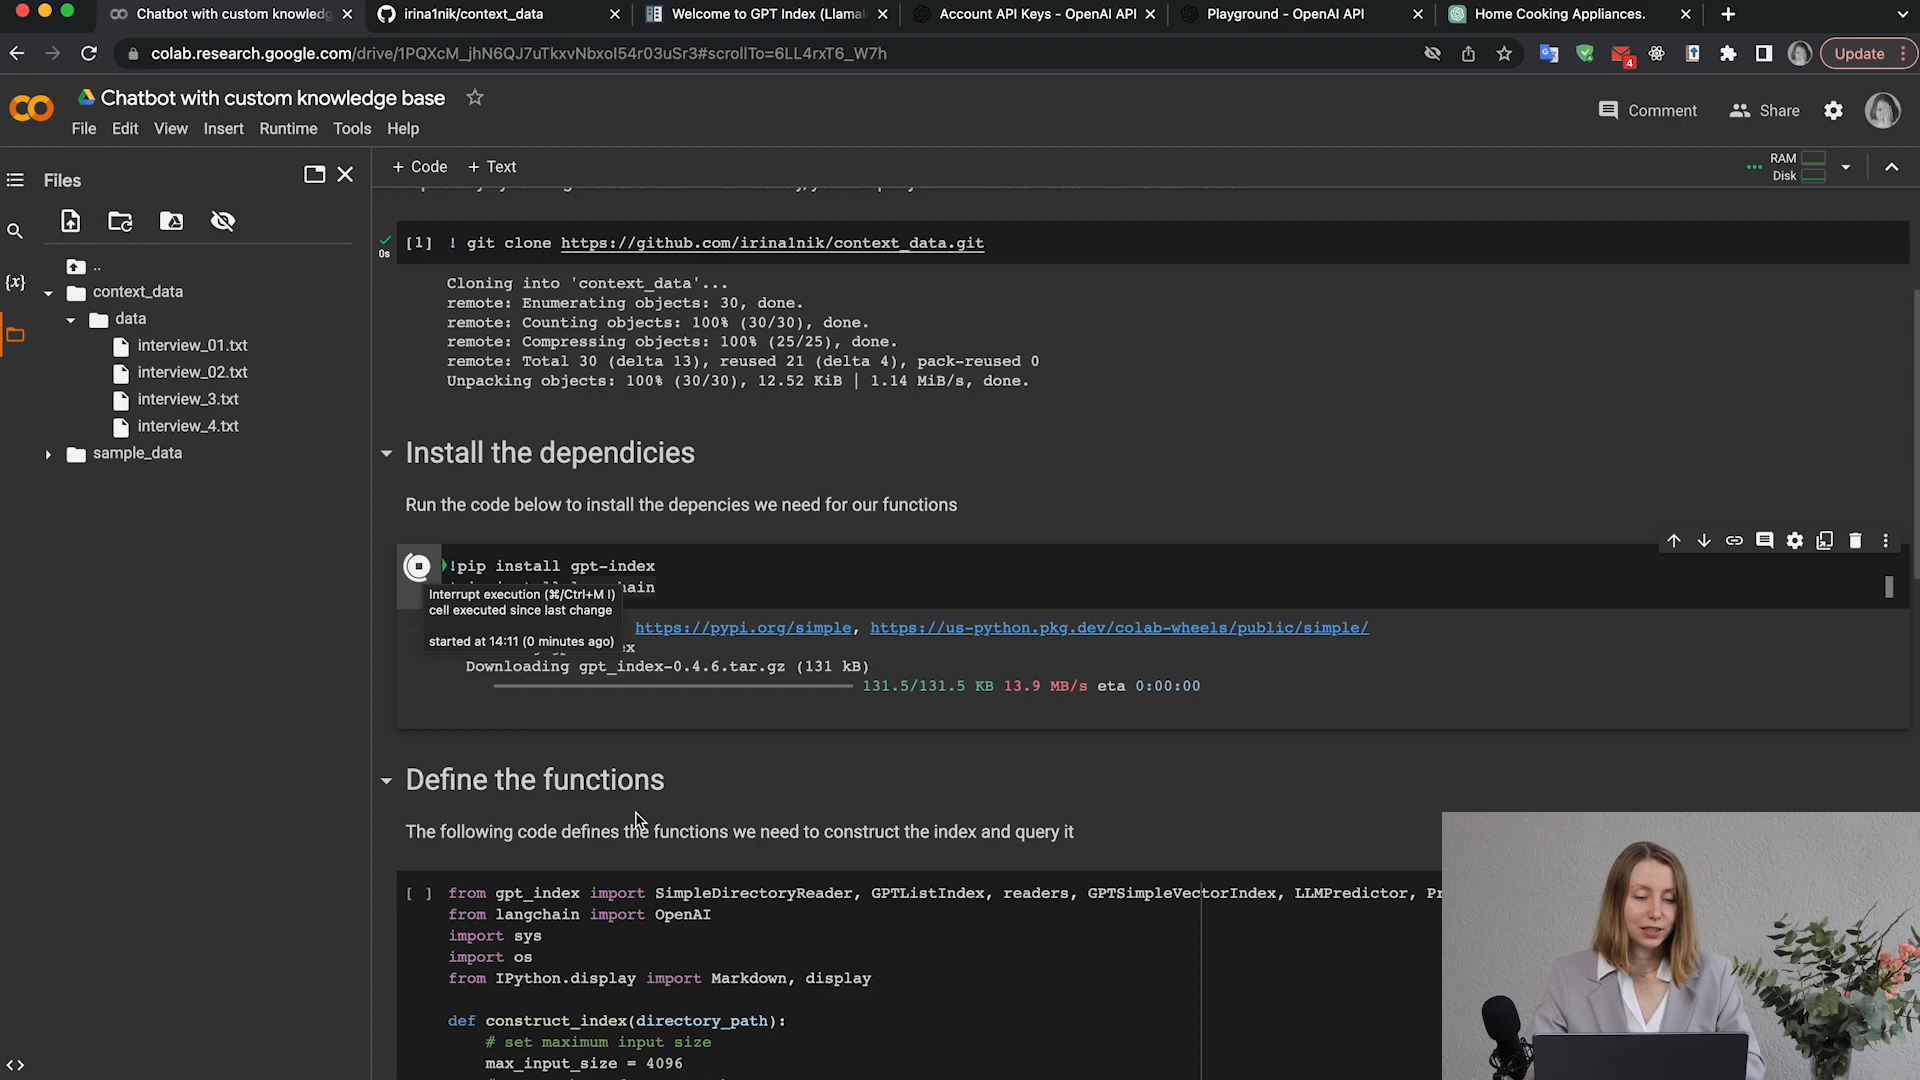 Chatbot with custom knowledg
irina1nik/context_data
Welcome to GPT Index (Llama
Account API Keys - OpenAI API
Playground - OpenAI API
Home Cooking Appliances.
colab.research.google.com/drive/1PQXcM_jhN6QJ7uTkxvNbxol54r03uSr3#scrollTo=6LL4rxT6_W7h
4
Update
Chatbot with custom knowledge base
File Edit View Insert Runtime Tools Help
Comment
Share
Files
+ Code + Text
RAM
Disk
..
context_data
data
interview_01.txt
interview_02.txt
interview_3.txt
interview_4.txt
sample_data
{x}
0s
[1] ! git clone https://github.com/irina1nik/context_data.git
Cloning into 'context_data'...
remote: Enumerating objects: 30, done.
remote: Counting objects: 100% (30/30), done.
remote: Compressing objects: 100% (25/25), done.
remote: Total 30 (delta 13), reused 21 (delta 4), pack-reused 0
Unpacking objects: 100% (30/30), 12.52 KiB | 1.14 MiB/s, done.
Install the dependicies
Run the code below to install the depencies we need for our functions
!pip install gpt-index
hain
Interrupt execution (⌘/Ctrl+M I)
cell executed since last change
started at 14:11 (0 minutes ago)
https://pypi.org/simple, https://us-python.pkg.dev/colab-wheels/public/simple/
Downloading gpt_index-0.4.6.tar.gz (131 kB)
131.5/131.5 KB 13.9 MB/s eta 0:00:00
Define the functions
The following code defines the functions we need to construct the index and query it
[ ] from gpt_index import SimpleDirectoryReader, GPTListIndex, readers, GPTSimpleVectorIndex, LLMPredictor, Pr
from langchain import OpenAI
import sys
import os
from IPython.display import Markdown, display
def construct_index(directory_path):
# set maximum input size
max_input_size = 4096